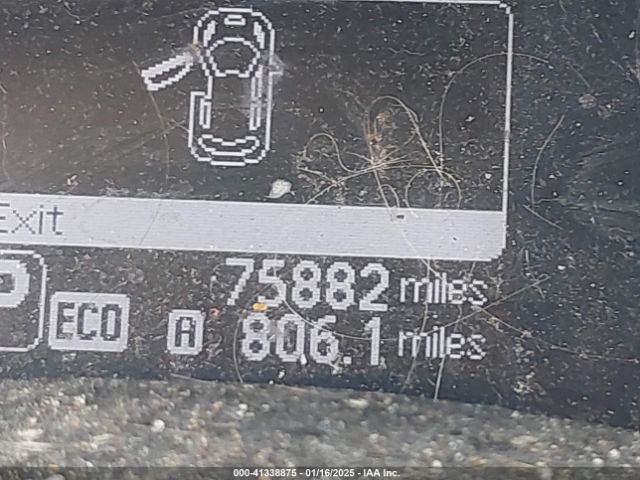 Exit
75882 miles
P
ECO A 806.1 miles
000-41338875 - 01/16/2025 - IAA Inc.